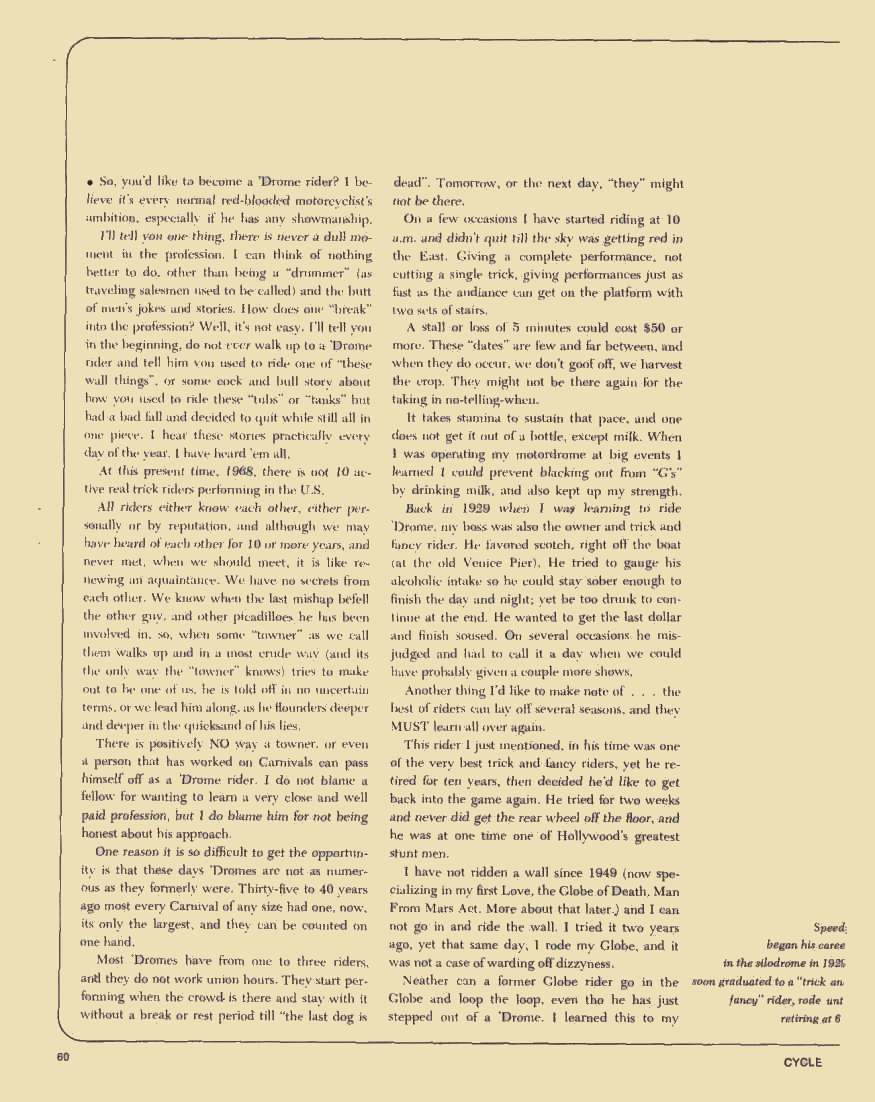 • So, you'd like to become a 'Drome rider? I be-
lieve it's every normal red-blooded motorcyclist's
ambition, especially if he has any showmanship.
I'll tell you one thing, there is never a dull mo-
ment in the profession. I can think of nothing
better to do, other than being a "drummer" (as
traveling salesmen used to be called) and the butt
of men's jokes and stories. How does one "break"
into the profession? Well, it's not easy. I'll tell you
in the beginning, do not ever walk up to a 'Drome
rider and tell him you used to ride one of "these
wall things", or some cock and bull story about
how you used to ride these "tubs" or "tanks" but
had a bad fall and decided to quit while still all in
one piece. I hear these stories practically every
day of the year. I have heard 'em all.
At this present time, 1968, there is not 10 ac-
tive real trick riders performing in the U.S.
All riders either know each other, either per-
sonally or by reputation, and although we may
have heard of each other for 10 or more years, and
never met, when we should meet, it is like re-
newing an aquaintance. We have no secrets from
each other. We know when the last mishap befell
the other guy, and other picadilloes he has been
involved in, so, when some "towner" as we call
them walks up and in a most crude way (and its
the only way the "towner" knows) tries to make
out to be one of us, he is told off in no uncertain
terms, or we lead him along, as he flounders deeper
and deeper in the quicksand of his lies.
There is positively NO way a towner, or even
a person that has worked on Carnivals can pass
himself off as a 'Drome rider. I do not blame a
fellow for wanting to learn a very close and well
paid profession, but I do blame him for not being
honest about his approach.
One reason it is so difficult to get the opportun-
ity is that these days 'Dromes are not as numer-
ous as they formerly were. Thirty-five to 40 years
ago most every Carnival of any size had one, now,
its only the largest, and they can be counted on
one hand.
Most 'Dromes have from one to three riders,
and they do not work union hours. They start per-
forming when the crowd is there and stay with it
without a break or rest period till "the last dog is
dead". Tomorrow, or the next day, "they" might
not be there.
On a few occasions I have started riding at 10
a.m. and didn't quit till the sky was getting red in
the East. Giving a complete performance, not
cutting a single trick, giving performances just as
fast as the audiance can get on the platform with
two sets of stairs.
A stall or loss of 5 minutes could cost $50 or
more. These "dates" are few and far between, and
when they do occur, we don't goof off, we harvest
the crop. They might not be there again for the
taking in no-telling-when.
It takes stamina to sustain that pace, and one
does not get it out of a bottle, except milk. When
I was operating my motordrome at big events I
learned I could prevent blacking out from "G's"
by drinking milk, and also kept up my strength.
Back in 1929 when I was learning to ride
'Drome, my boss was also the owner and trick and
fancy rider. He favored scotch, right off the boat
(at the old Venice Pier). He tried to gauge his
alcoholic intake so he could stay sober enough to
finish the day and night; yet be too drunk to con-
tinue at the end. He wanted to get the last dollar
and finish soused. On several occasions he mis-
judged and had to call it a day when we could
have probably given a couple more shows.
Another thing I'd like to make note of . . . the
best of riders can lay off several seasons, and they
MUST learn all over again.
This rider I just mentioned, in his time was one
of the very best trick and fancy riders, yet he re-
tired for ten years, then decided he'd like to get
back into the game again. He tried for two weeks
and never did get the rear wheel off the floor, and
he was at one time one of Hollywood's greatest
stunt men.
I have not ridden a wall since 1949 (now spe-
cializing in my first Love, the Globe of Death, Man
From Mars Act. More about that later.) and I can
not go in and ride the wall. I tried it two years
ago, yet that same day, I rode my Globe, and it
was not a case of warding off dizzyness.
Neather can a former Globe rider go in the
Globe and loop the loop, even tho he has just
stepped out of a 'Drome. I learned this to my
Speed
began his caree
in the silodrome in 192
soon graduated to a "trick an
fancy" rider, rode unt
retiring at 6
60
CYCLE